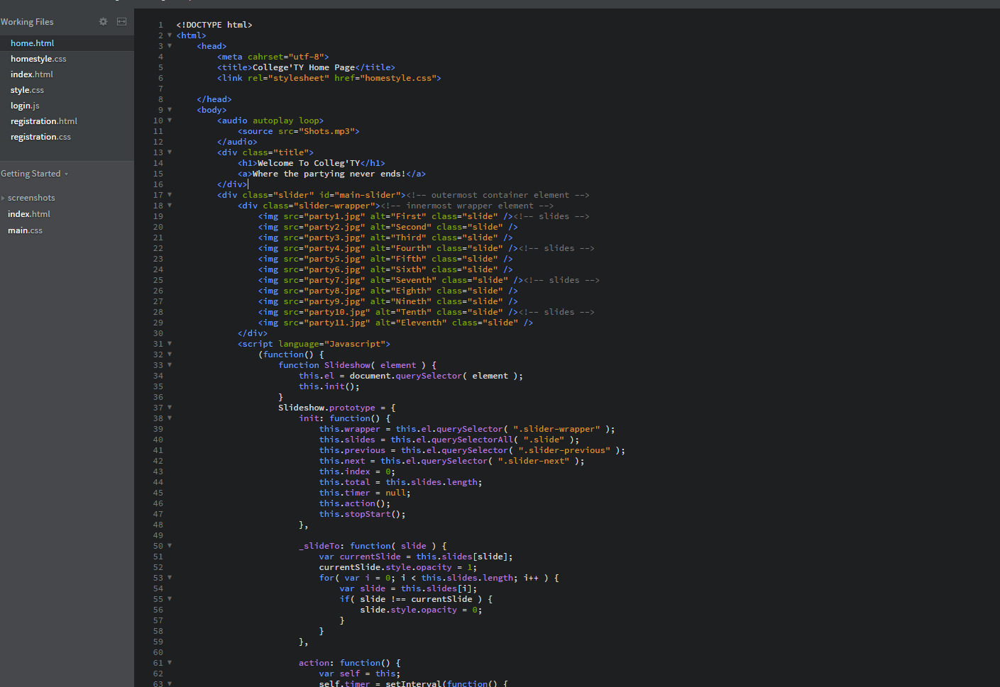 Working Files
home.html
homestyle.css
index.html
style.css
login.js
registration.html
registration.css
Getting Started
screenshots
index.html
main.css
1 <!DOCTYPE html>
2 <html>
3 <head>
4 <meta cahrset="utf-8">
5 <title>College'TY Home Page</title>
6 <link rel="stylesheet" href="homestyle.css">
7
8 </head>
9 <body>
10 <audio autoplay loop>
11 <source src="Shots.mp3">
12 </audio>
13 <div class="title">
14 <h1>Welcome To Colleg'TY</h1>
15 <a>Where the partying never ends!</a>
16 </div>
17 <div class="slider" id="main-slider"><!-- outermost container element -->
18 <div class="slider-wrapper"><!-- innermost wrapper element -->
19 <img src="party1.jpg" alt="First" class="slide" /><!-- slides -->
20 <img src="party2.jpg" alt="Second" class="slide" />
21 <img src="party3.jpg" alt="Third" class="slide" />
22 <img src="party4.jpg" alt="Fourth" class="slide" /><!-- slides -->
23 <img src="party5.jpg" alt="Fifth" class="slide" />
24 <img src="party6.jpg" alt="Sixth" class="slide" />
25 <img src="party7.jpg" alt="Seventh" class="slide" /><!-- slides -->
26 <img src="party8.jpg" alt="Eighth" class="slide" />
27 <img src="party9.jpg" alt="Nineth" class="slide" />
28 <img src="party10.jpg" alt="Tenth" class="slide" /><!-- slides -->
29 <img src="party11.jpg" alt="Eleventh" class="slide" />
30 </div>
31 <script language="Javascript">
32 (function() {
33 function Slideshow( element ) {
34 this.el = document.querySelector( element );
35 this.init();
36 }
37 Slideshow.prototype = {
38 init: function() {
39 this.wrapper = this.el.querySelector( ".slider-wrapper" );
40 this.slides = this.el.querySelectorAll( ".slide" );
41 this.previous = this.el.querySelector( ".slider-previous" );
42 this.next = this.el.querySelector( ".slider-next" );
43 this.index = 0;
44 this.total = this.slides.length;
45 this.timer = null;
46 this.action();
47 this.stopStart();
48 },
49
50 _slideTo: function( slide ) {
51 var currentSlide = this.slides[slide];
52 currentSlide.style.opacity = 1;
53 for( var i = 0; i < this.slides.length; i++ ) {
54 var slide = this.slides[i];
55 if( slide !== currentSlide ) {
56 slide.style.opacity = 0;
57 }
58 }
59 },
60
61 action: function() {
62 var self = this;
63 self.timer = setInterval(function() {